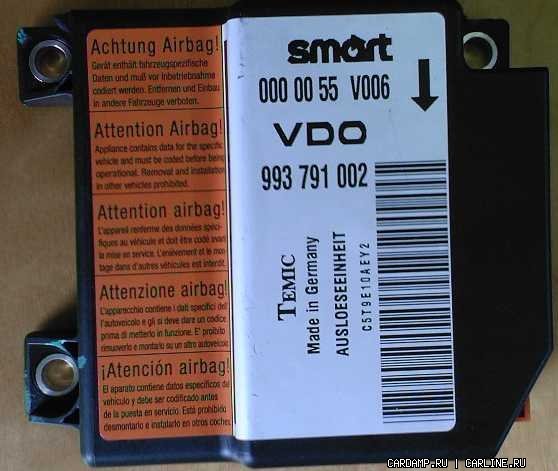 Achtung Airbag!
Gerät enthält fahrzeugspezifische
Daten und muß vor Inbetriebnahme
codiert werden. Entfernen und Einbau
in andere Fahrzeuge verboten.
Attention Airbag!
Appliance contains data for the specific
vehicle and must be coded before being
operational. Removal and installation
in other vehicles prohibited.
Attention airbag!
L'appareil renferme des données spéci-
fiques au véhicule et doit être codé avant
la mise en service. L'enlèvement et le mon-
tage dans d'autres véhicules est interdit.
Attenzione airbag!
L'apparecchio contiene i dati specifici dell'
autoveicolo e gli si deve dare un codice
prima di metterlo in funzione. E' proibito
rimuoverlo e montarlo su un altro autoveicolo.
¡Atención airbag!
El aparato contiene datos específicos del
vehículo y debe ser codificado antes
de la puesta en servicio. Está prohibido
desmontarlo e instalarlo en otros coches.
smart
000 00 55 V006
VDO
993 791 002
TEMIC
Made in Germany
AUSLOESEEINHEIT
C5T9E10AEY2
CARDAMP.RU | CARLINE.RU